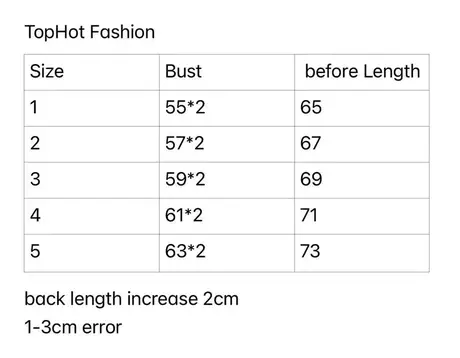 TopHot Fashion
Size Bust before Length
1 55*2 65
2 57*2 67
3 59*2 69
4 61*2 71
5 63*2 73
back length increase 2cm
1-3cm error